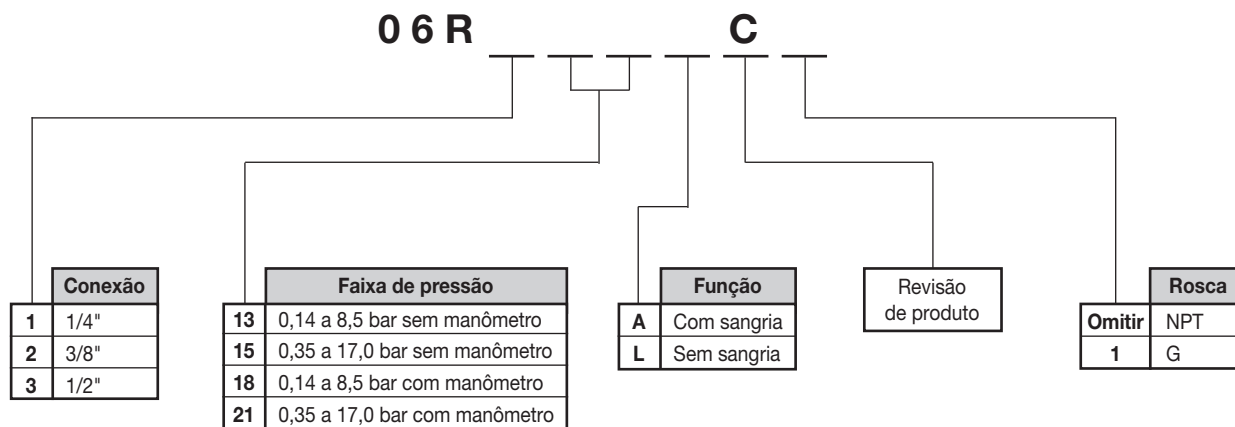 06R C
Conexão
1 1/4"
2 3/8"
3 1/2"
Faixa de pressão
13 0,14 a 8,5 bar sem manômetro
15 0,35 a 17,0 bar sem manômetro
18 0,14 a 8,5 bar com manômetro
21 0,35 a 17,0 bar com manômetro
Função
A Com sangria
L Sem sangria
Revisão
de produto
Rosca
Omitir NPT
1 G